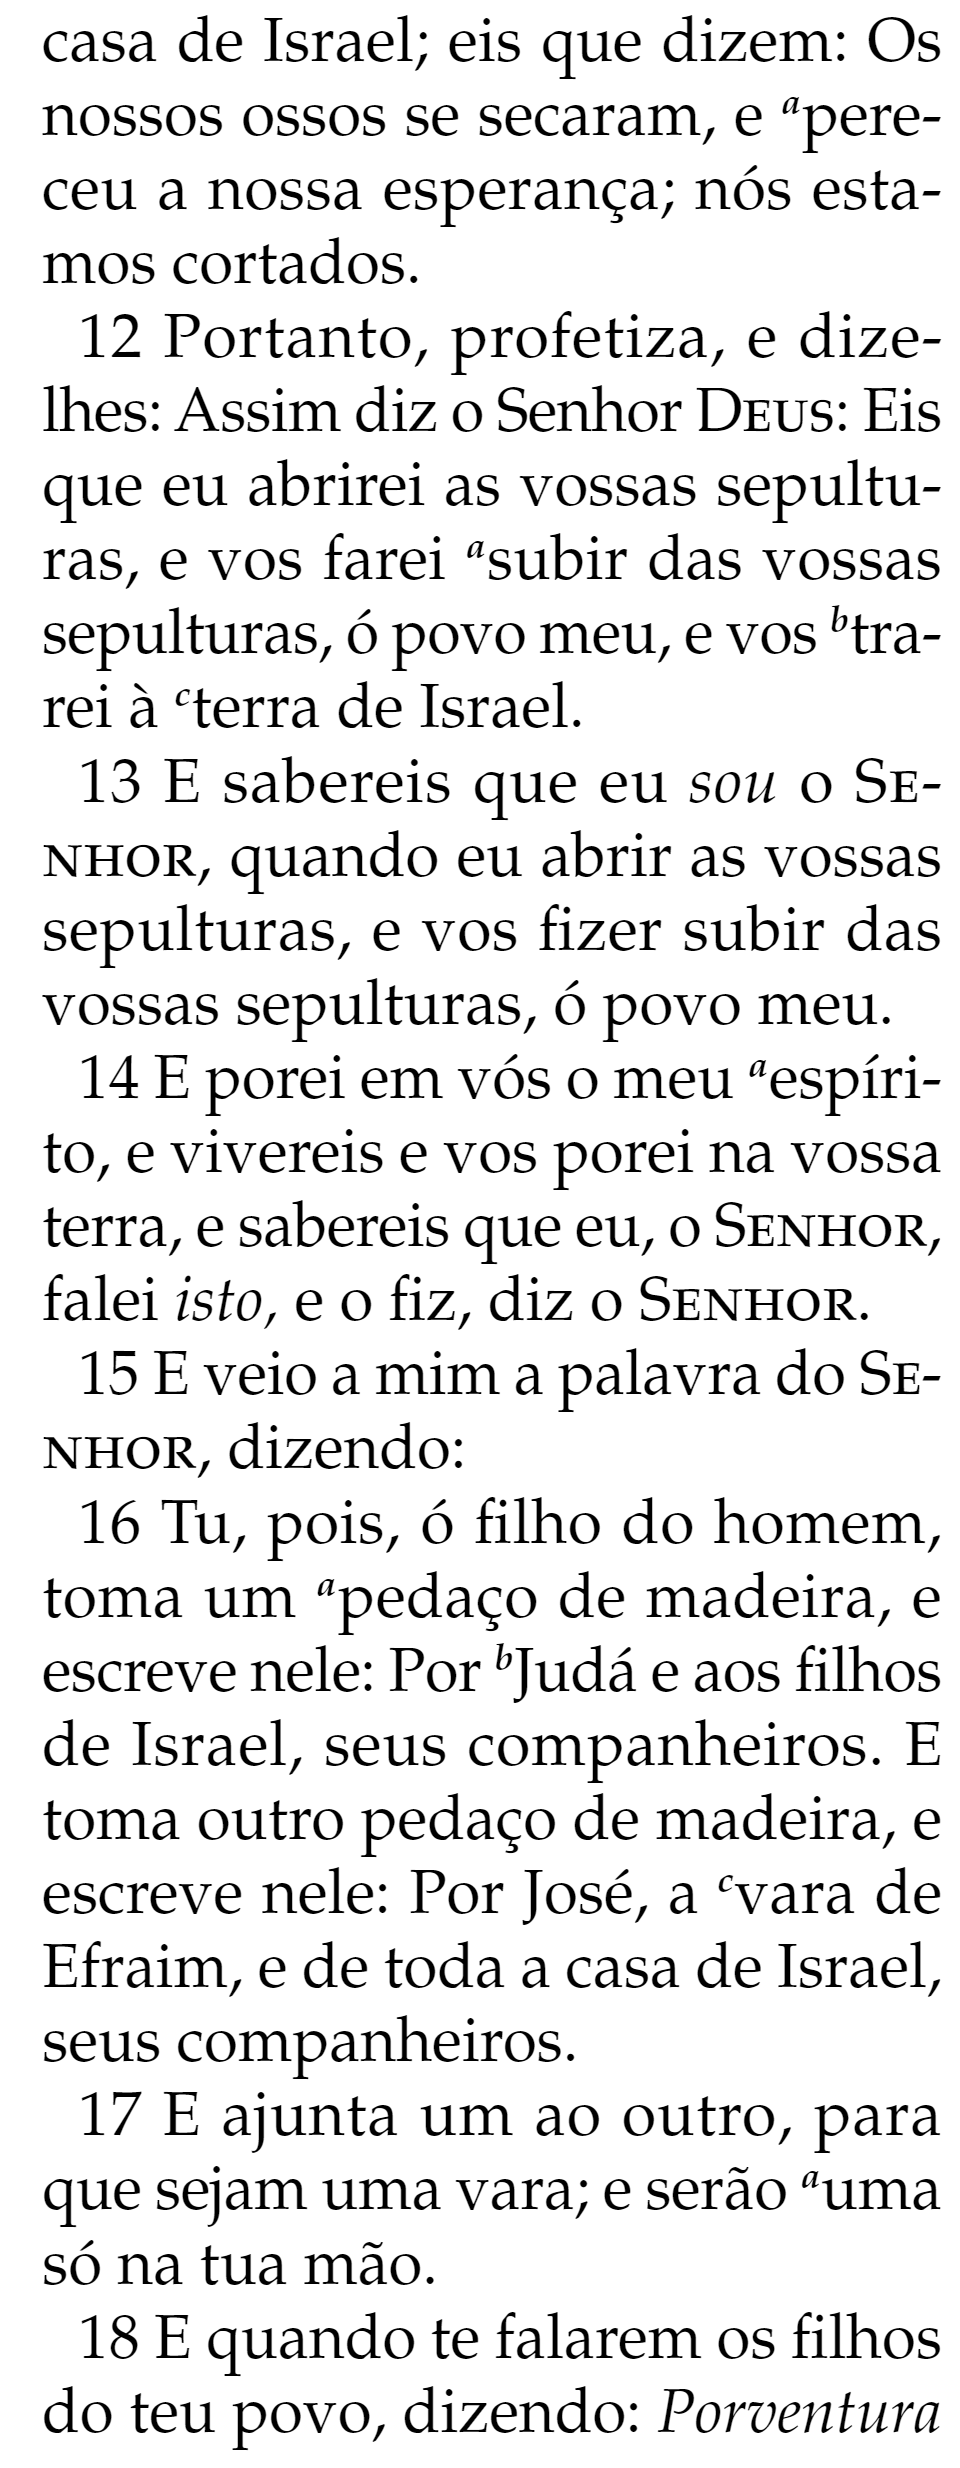 casa de Israel; eis que dizem: Os
nossos ossos se secaram, e ᵃpere-
ceu a nossa esperança; nós esta-
mos cortados.
12 Portanto, profetiza, e dize-
lhes: Assim diz o Senhor DEUS: Eis
que eu abrirei as vossas sepultu-
ras, e vos farei ᵃsubir das vossas
sepulturas, ó povo meu, e vos ᵇtra-
rei à ᶜterra de Israel.
13 E sabereis que eu sou o SE-
NHOR, quando eu abrir as vossas
sepulturas, e vos fizer subir das
vossas sepulturas, ó povo meu.
14 E porei em vós o meu ᵃespíri-
to, e vivereis e vos porei na vossa
terra, e sabereis que eu, o SENHOR,
falei isto, e o fiz, diz o SENHOR.
15 E veio a mim a palavra do SE-
NHOR, dizendo:
16 Tu, pois, ó filho do homem,
toma um ᵃpedaço de madeira, e
escreve nele: Por ᵇJudá e aos filhos
de Israel, seus companheiros. E
toma outro pedaço de madeira, e
escreve nele: Por José, a ᶜvara de
Efraim, e de toda a casa de Israel,
seus companheiros.
17 E ajunta um ao outro, para
que sejam uma vara; e serão ᵃuma
só na tua mão.
18 E quando te falarem os filhos
do teu povo, dizendo: Porventura